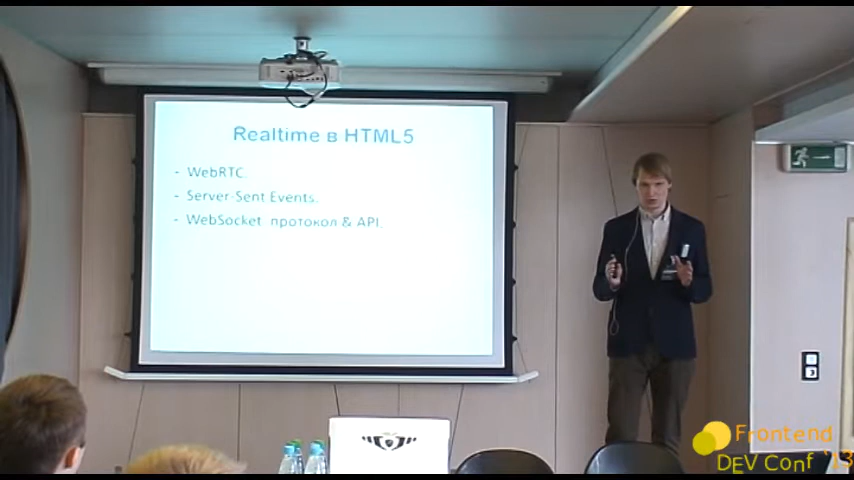 Realtime в HTML5
- WebRTC.
- Server-Sent Events.
- WebSocket протокол & API.
Frontend
DEV Conf '13